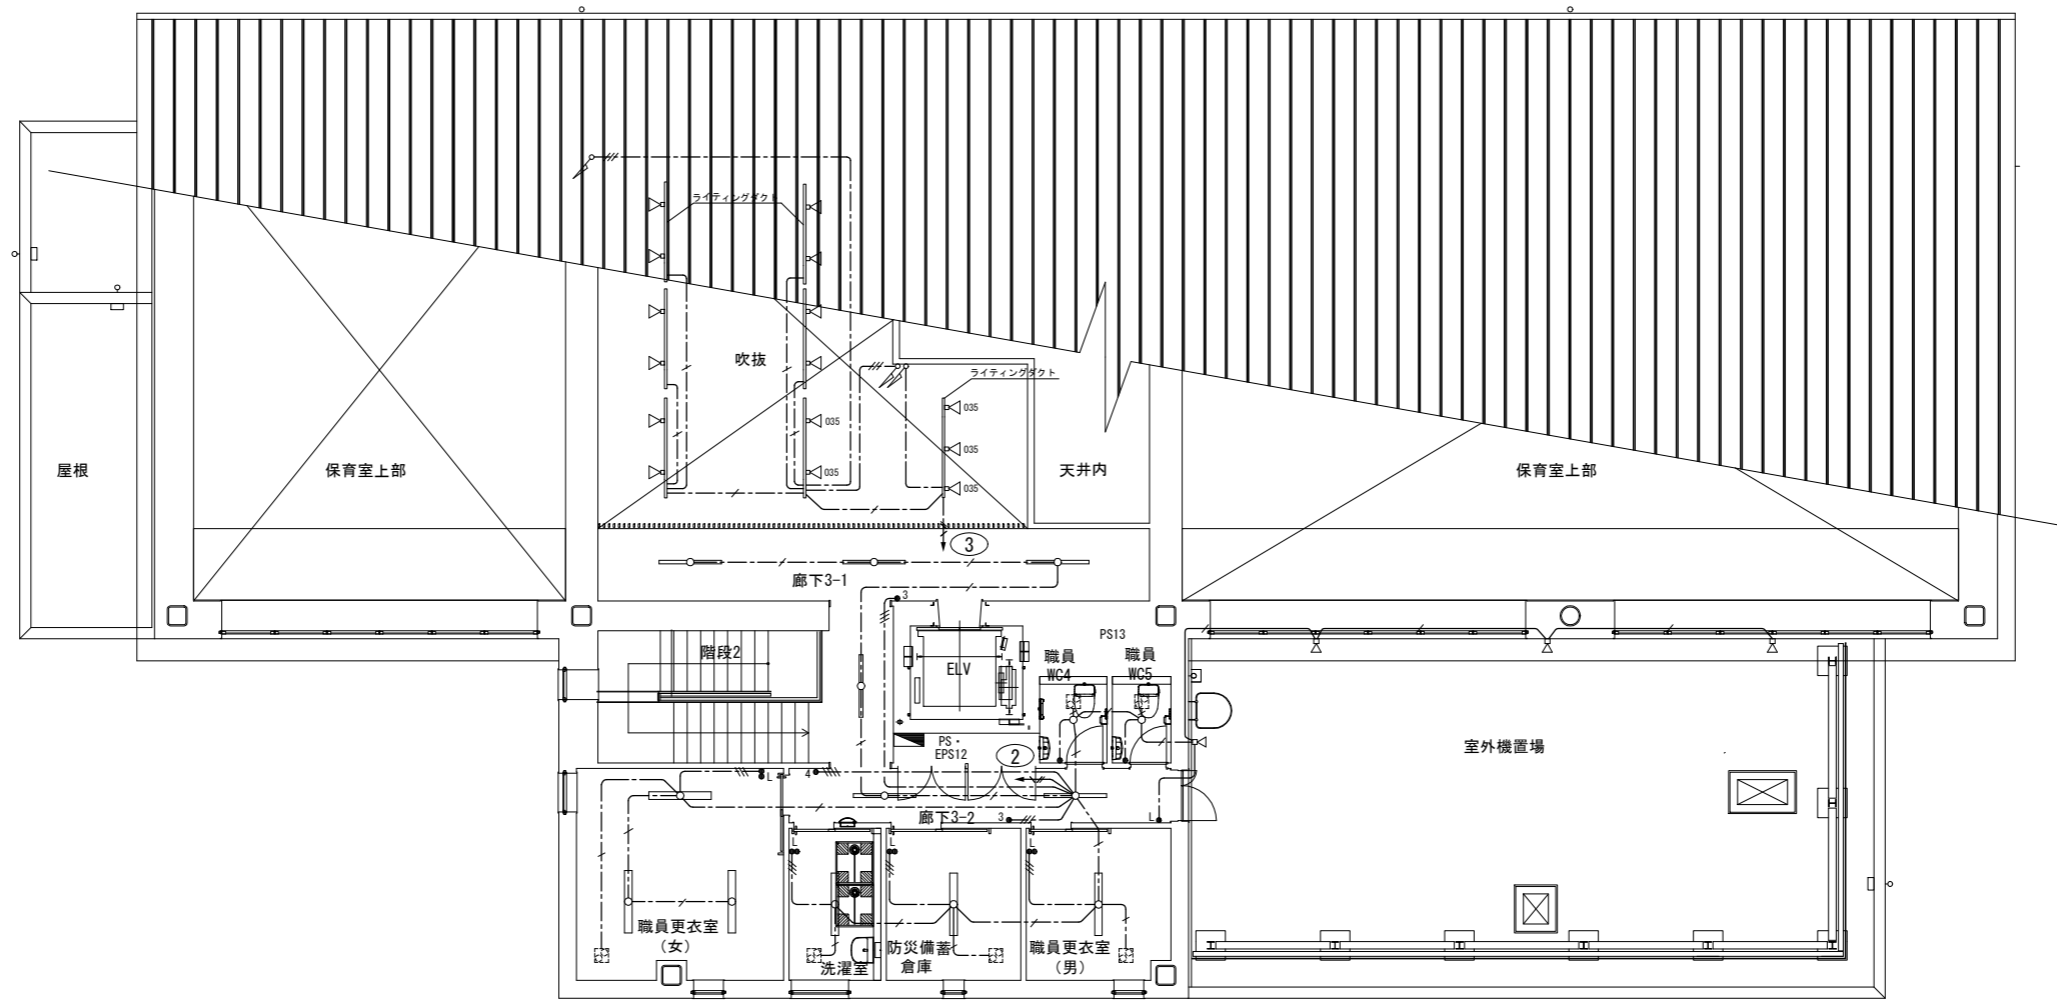 ライティングダクト
吹抜
ライティングダクト
035
035
035
035
035
屋根
保育室上部
天井内
保育室上部
3
廊下3-1
3
PS13
階段2
ELV
職員
WC4
職員
WC5
PS・
EPS12
2
室外機置場
L
4
廊下3-2
3
L
L
L
L
職員更衣室
(女)
洗濯室
防災備蓄
倉庫
職員更衣室
(男)